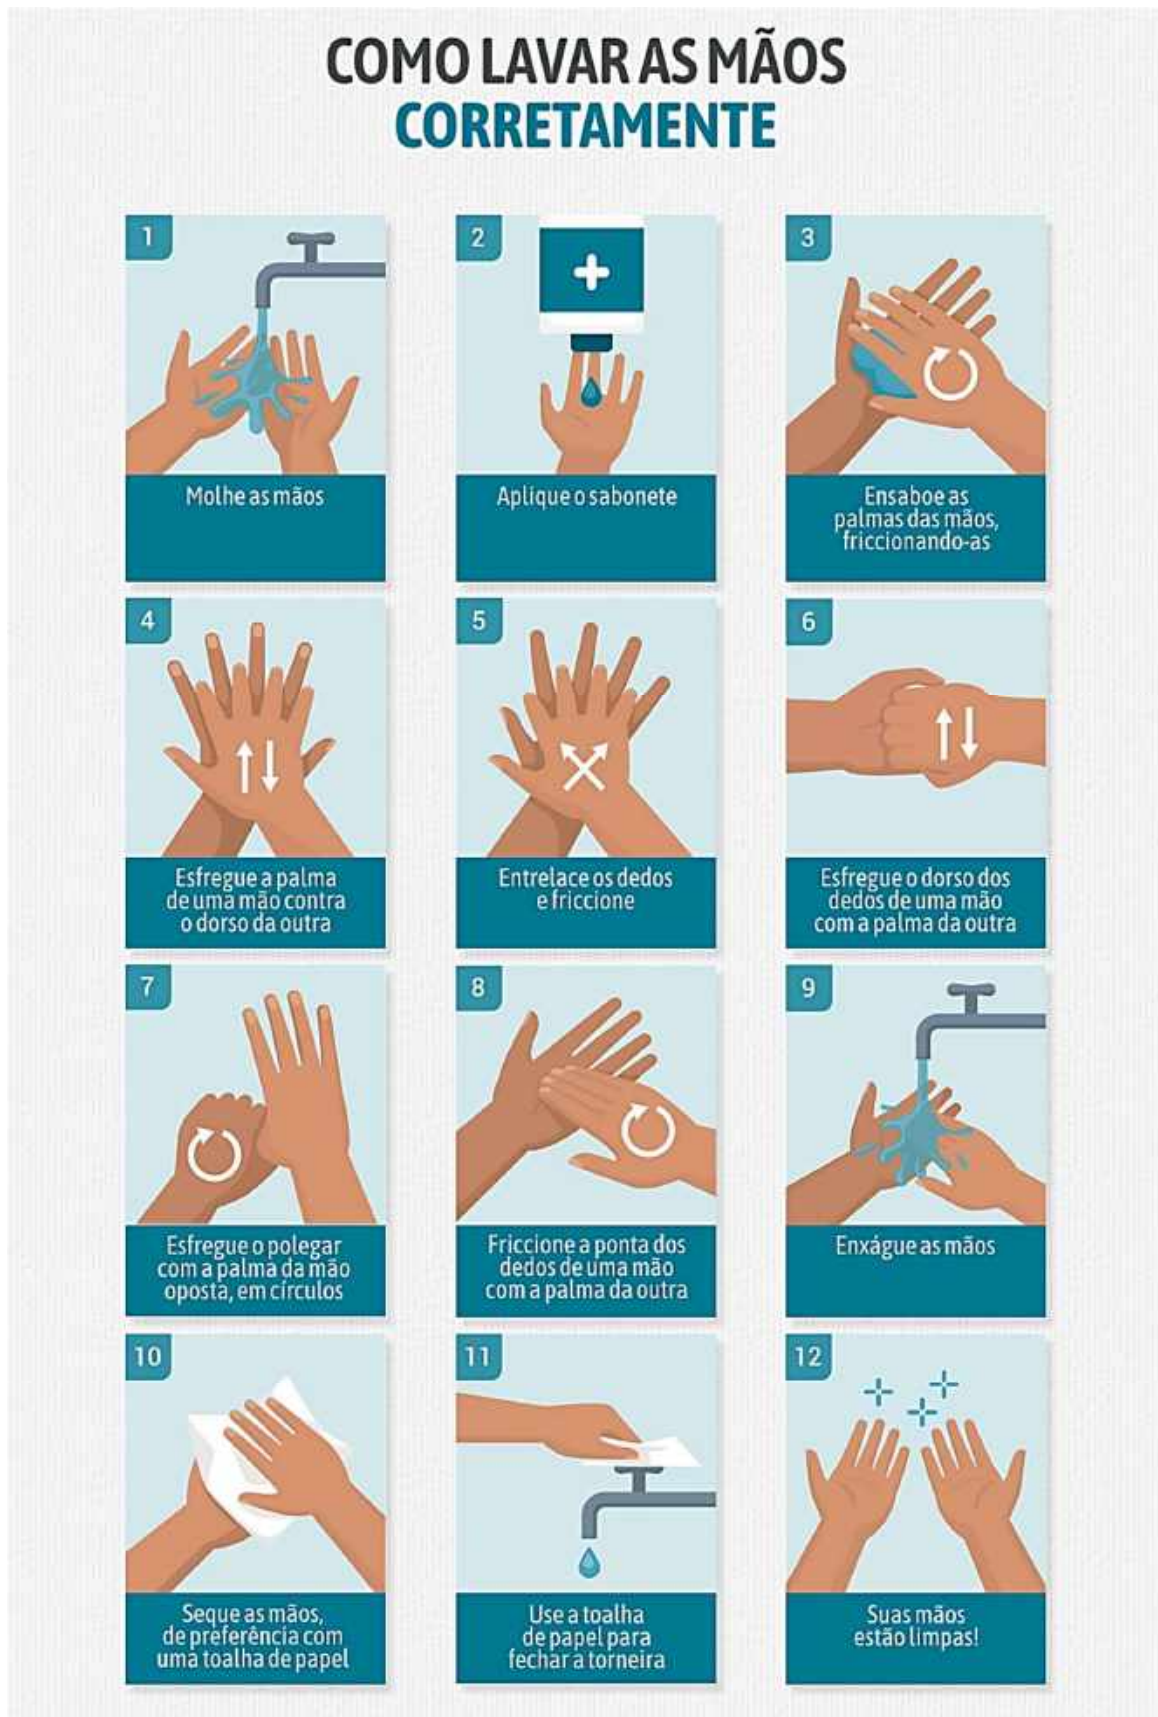 COMO LAVAR AS MÃOS
CORRETAMENTE
1
Molhe as mãos
2
Aplique o sabonete
3
Ensaboe as
palmas das mãos,
friccionando-as
4
Esfregue a palma
de uma mão contra
o dorso da outra
5
Entrelace os dedos
e friccione
6
Esfregue o dorso dos
dedos de uma mão
com a palma da outra
7
Esfregue o polegar
com a palma da mão
oposta, em círculos
8
Friccione a ponta dos
dedos de uma mão
com a palma da outra
9
Enxágue as mãos
10
Seque as mãos,
de preferência com
uma toalha de papel
11
Use a toalha
de papel para
fechar a torneira
12
Suas mãos
estão limpas!